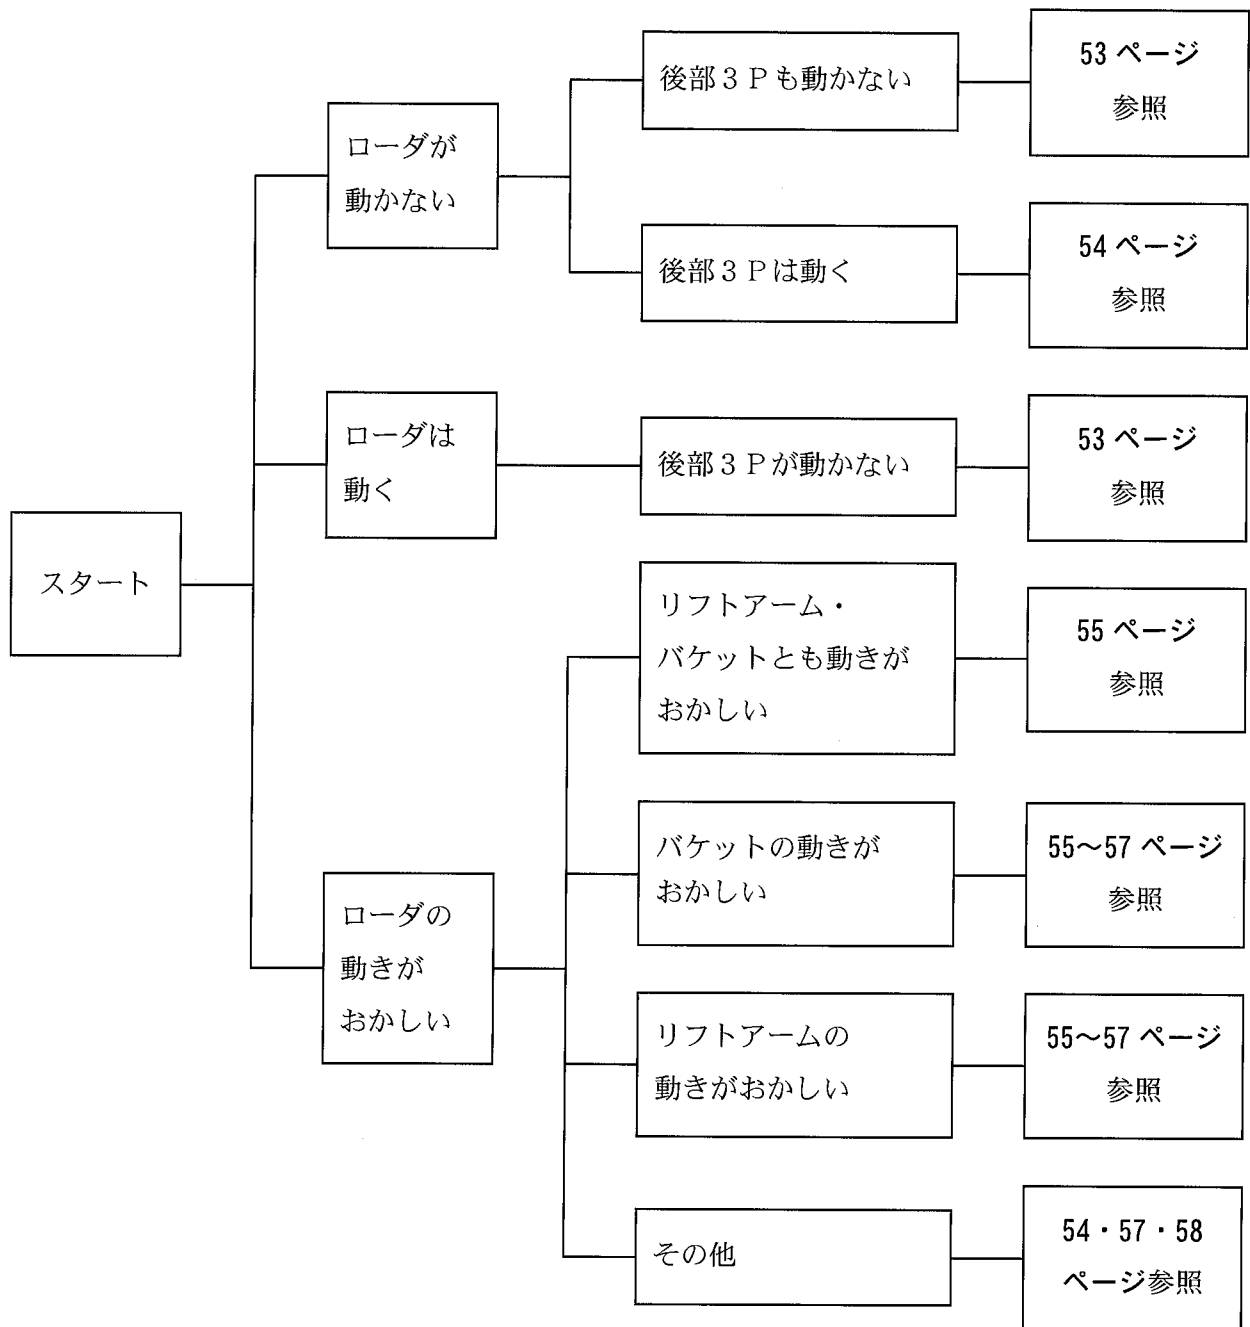 スタート
ローダが
動かない
後部３Ｐも動かない
53 ページ
参照
後部３Ｐは動く
54 ページ
参照
ローダは
動く
後部３Ｐが動かない
53 ページ
参照
ローダの
動きが
おかしい
リフトアーム・
バケットとも動きが
おかしい
55 ページ
参照
バケットの動きが
おかしい
55～57 ページ
参照
リフトアームの
動きがおかしい
55～57 ページ
参照
その他
54・57・58
ページ参照